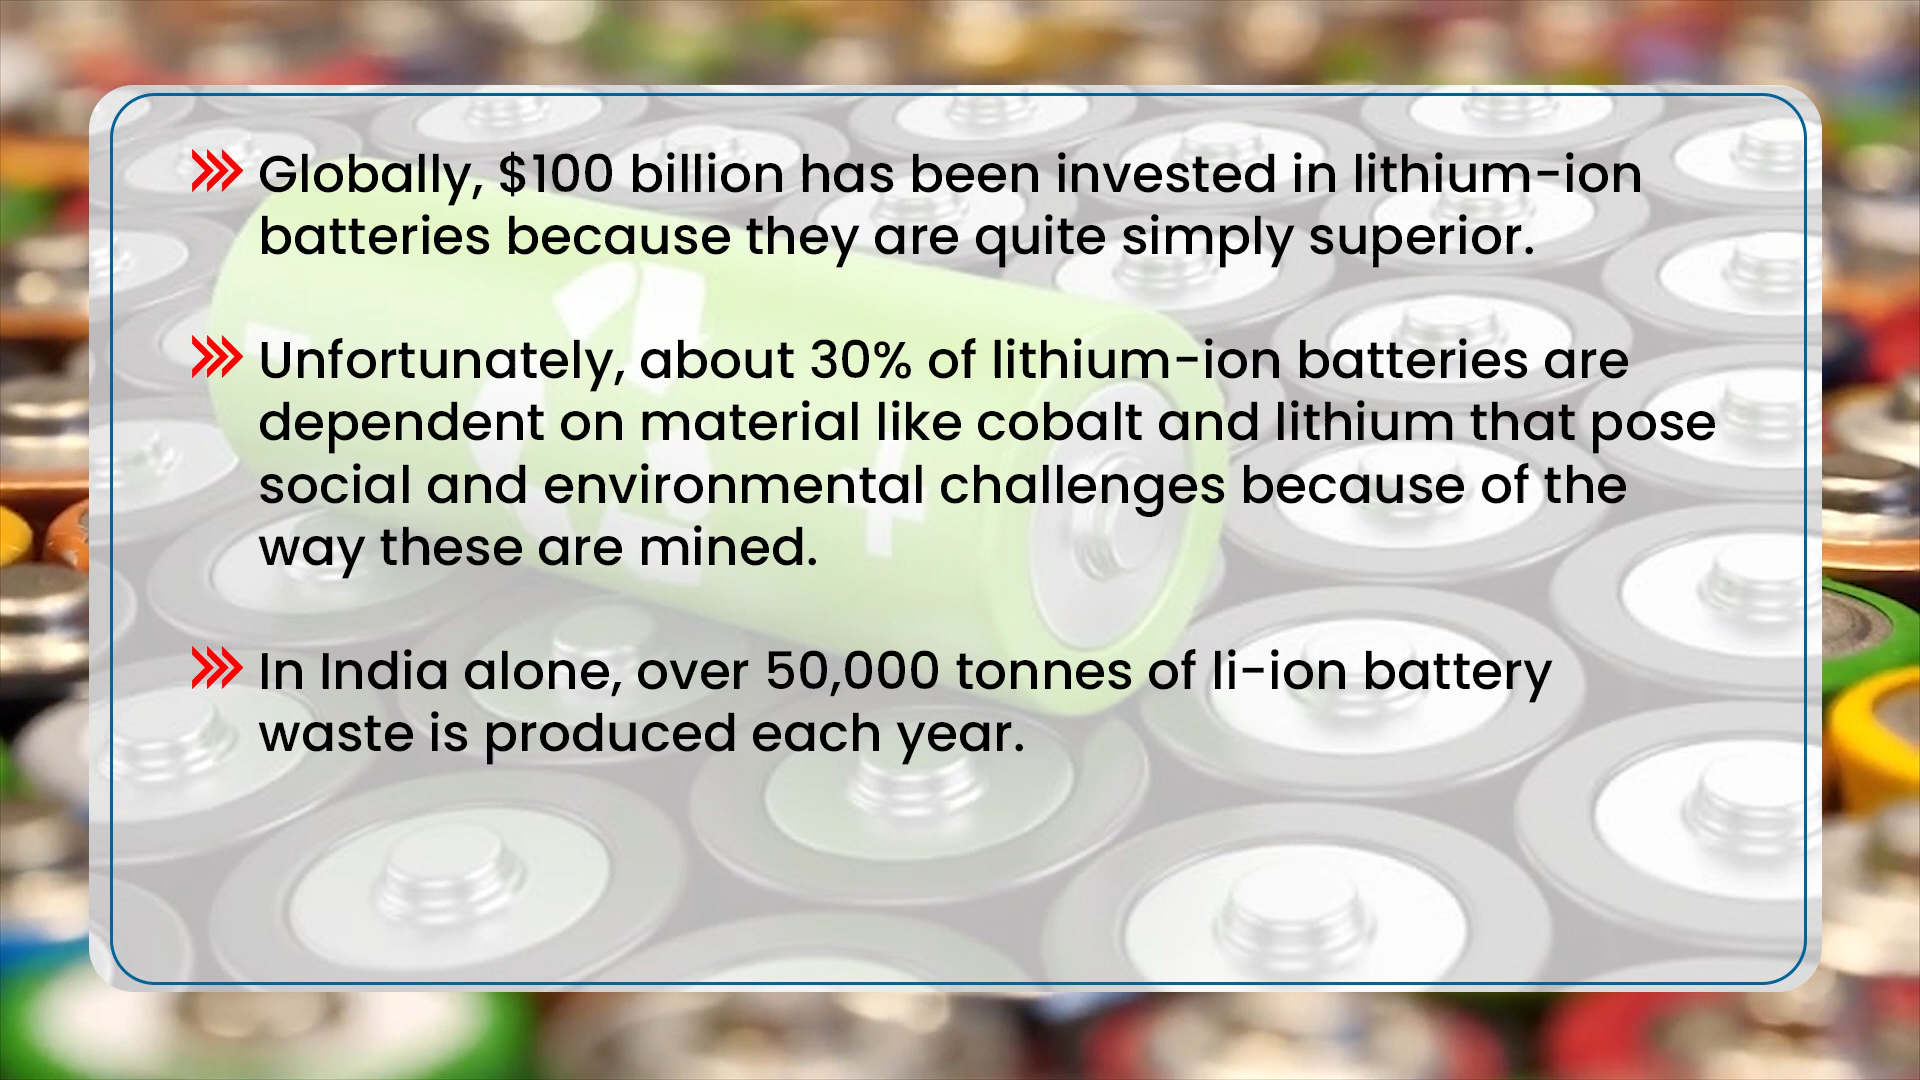 Globally, $100 billion has been invested in lithium-ion
batteries because they are quite simply superior.
Unfortunately, about 30% of lithium-ion batteries are
dependent on material like cobalt and lithium that pose
social and environmental challenges because of the
way these are mined.
In India alone, over 50,000 tonnes of li-ion battery
waste is produced each year.